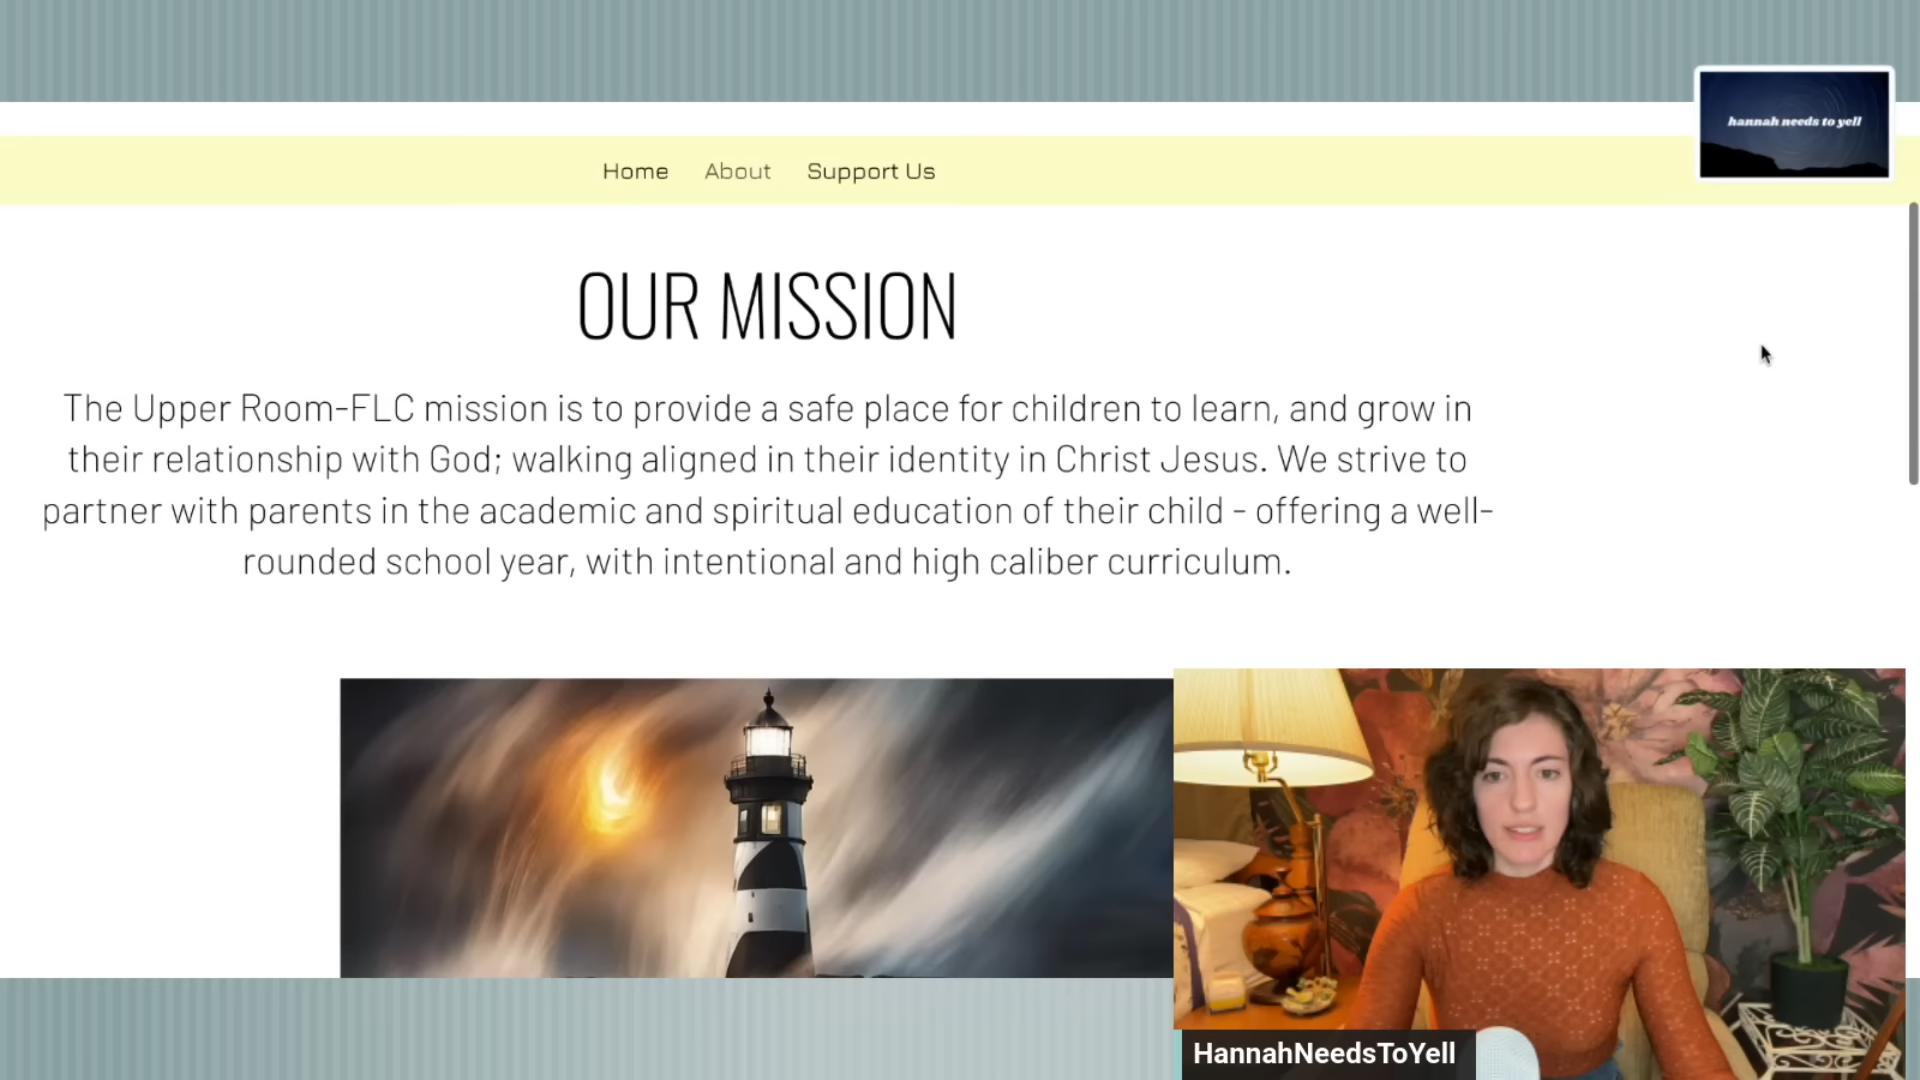 hannah needs to yell
Home About Support Us
OUR MISSION
The Upper Room-FLC mission is to provide a safe place for children to learn, and grow in
their relationship with God; walking aligned in their identity in Christ Jesus. We strive to
partner with parents in the academic and spiritual education of their child - offering a well-
rounded school year, with intentional and high caliber curriculum.
HannahNeedsToYell